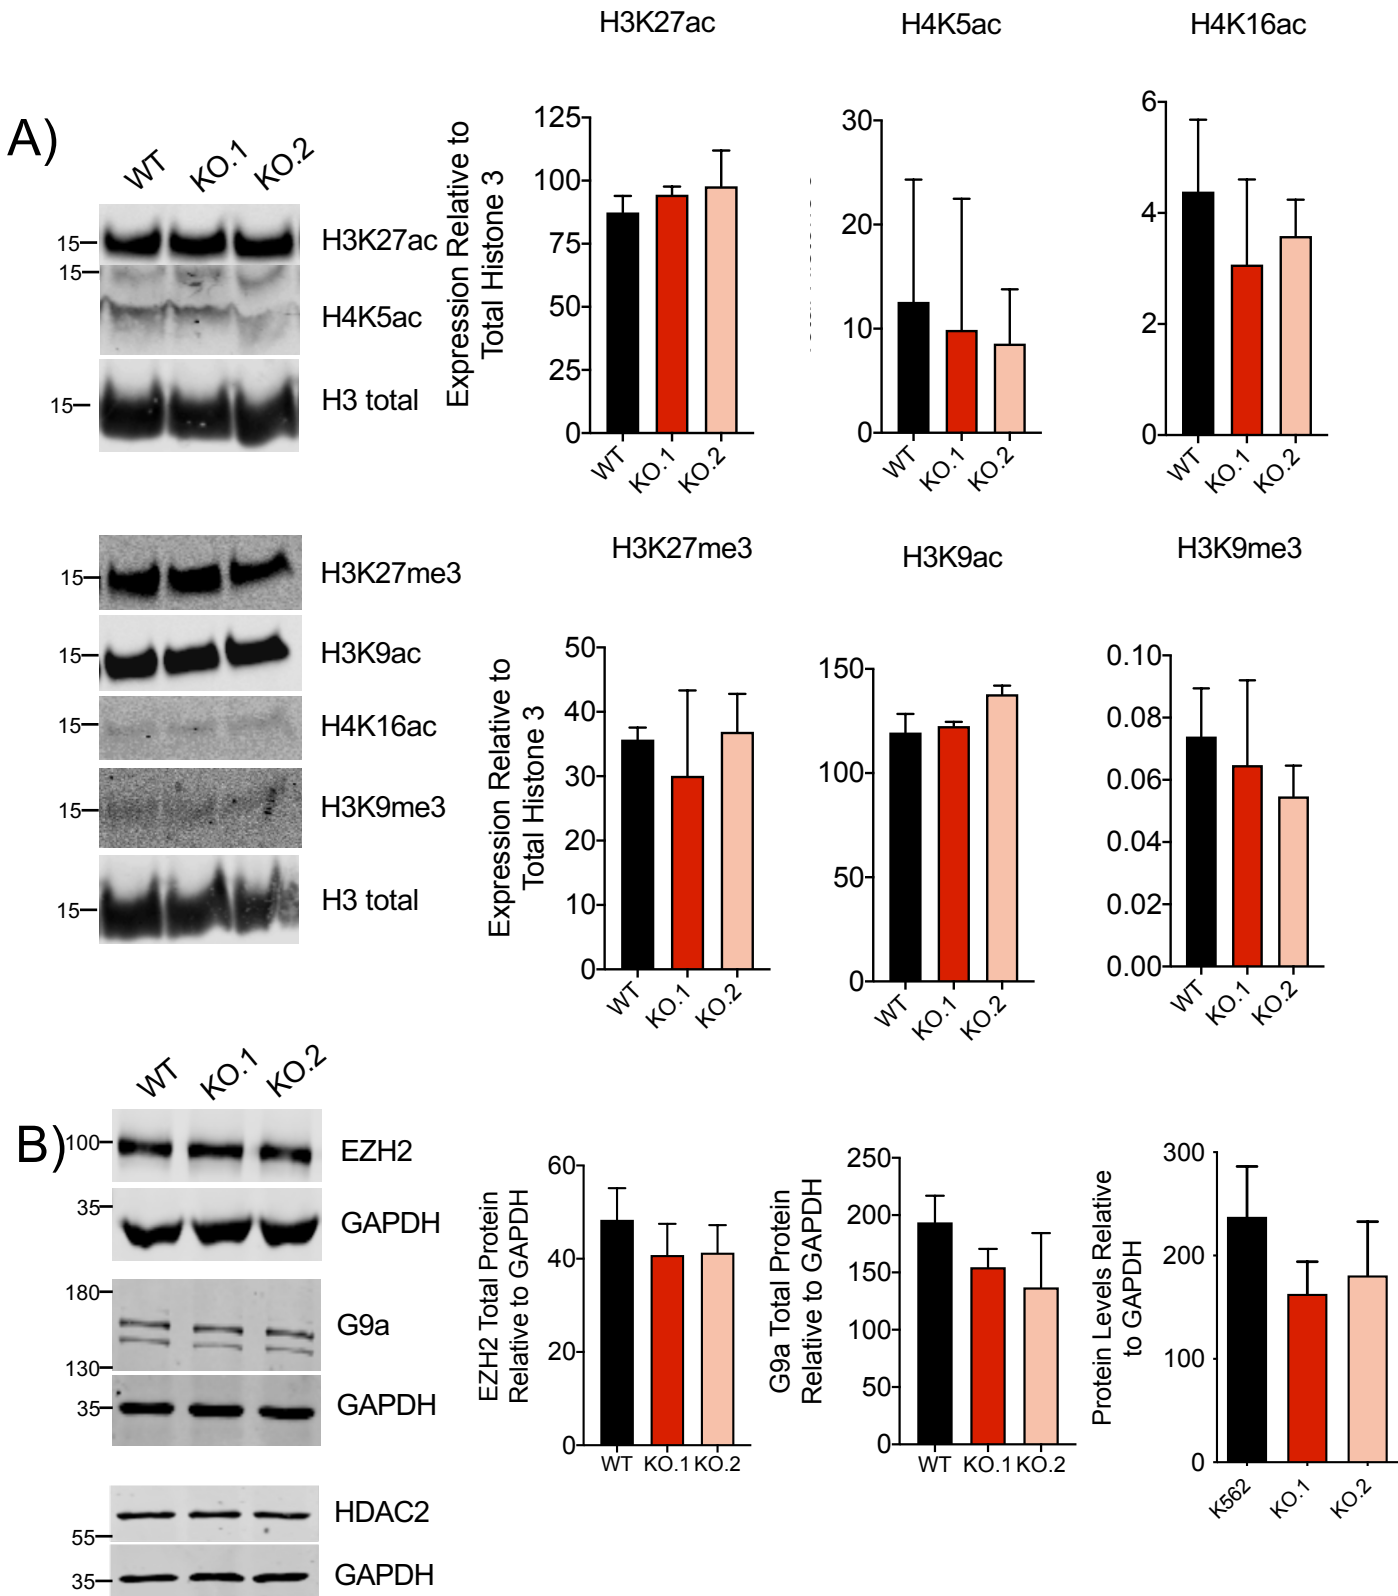 A)
WT KO.1 KO.2
15
H3K27ac
15
H4K5ac
15
H3 total
H3K27ac
Expression Relative to
Total Histone 3
125
100
75
50
25
0
WT KO.1 KO.2
H4K5ac
30
20
10
0
WT KO.1 KO.2
H4K16ac
6
4
2
0
WT KO.1 KO.2
15
H3K27me3
15
H3K9ac
15
H4K16ac
15
H3K9me3
15
H3 total
H3K27me3
Expression Relative to
Total Histone 3
50
40
30
20
10
0
WT KO.1 KO.2
H3K9ac
150
100
50
0
WT KO.1 KO.2
H3K9me3
0.10
0.08
0.06
0.04
0.02
0.00
WT KO.1 KO.2
B)
WT KO.1 KO.2
100
EZH2
35
GAPDH
180
G9a
130
35
GAPDH
HDAC2
55
35
GAPDH
EZH2 Total Protein
Relative to GAPDH
60
40
20
0
WT KO.1 KO.2
G9a Total Protein
Relative to GAPDH
250
200
150
100
50
0
WT KO.1 KO.2
Protein Levels Relative
to GAPDH
300
200
100
0
K562 KO.1 KO.2